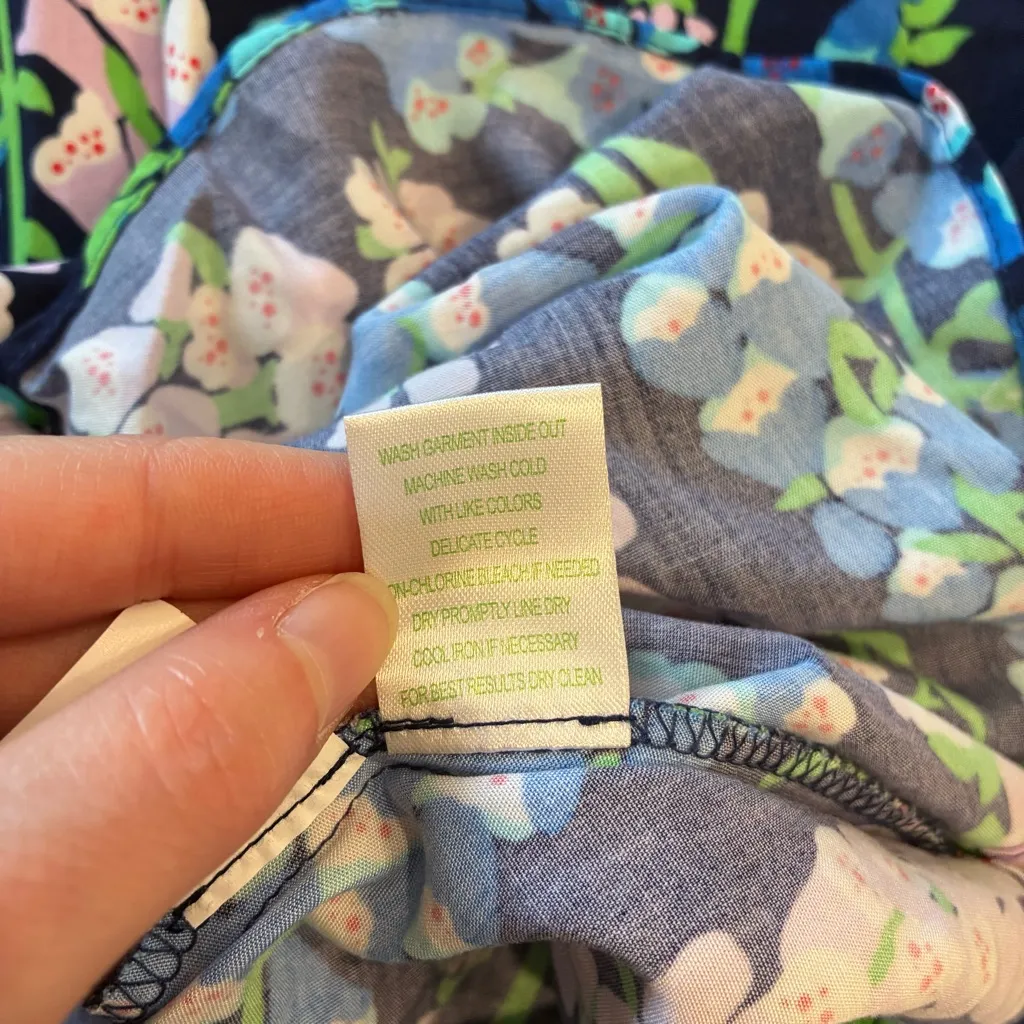 WASH GARMENT INSIDE OUT
MACHINE WASH COLD
WITH LIKE COLORS
DELICATE CYCLE
ON-CHLORINE BLEACH IF NEEDED
DRY PROMPTLY LINE DRY
COOL IRON IF NECESSARY
FOR BEST RESULTS DRY CLEAN